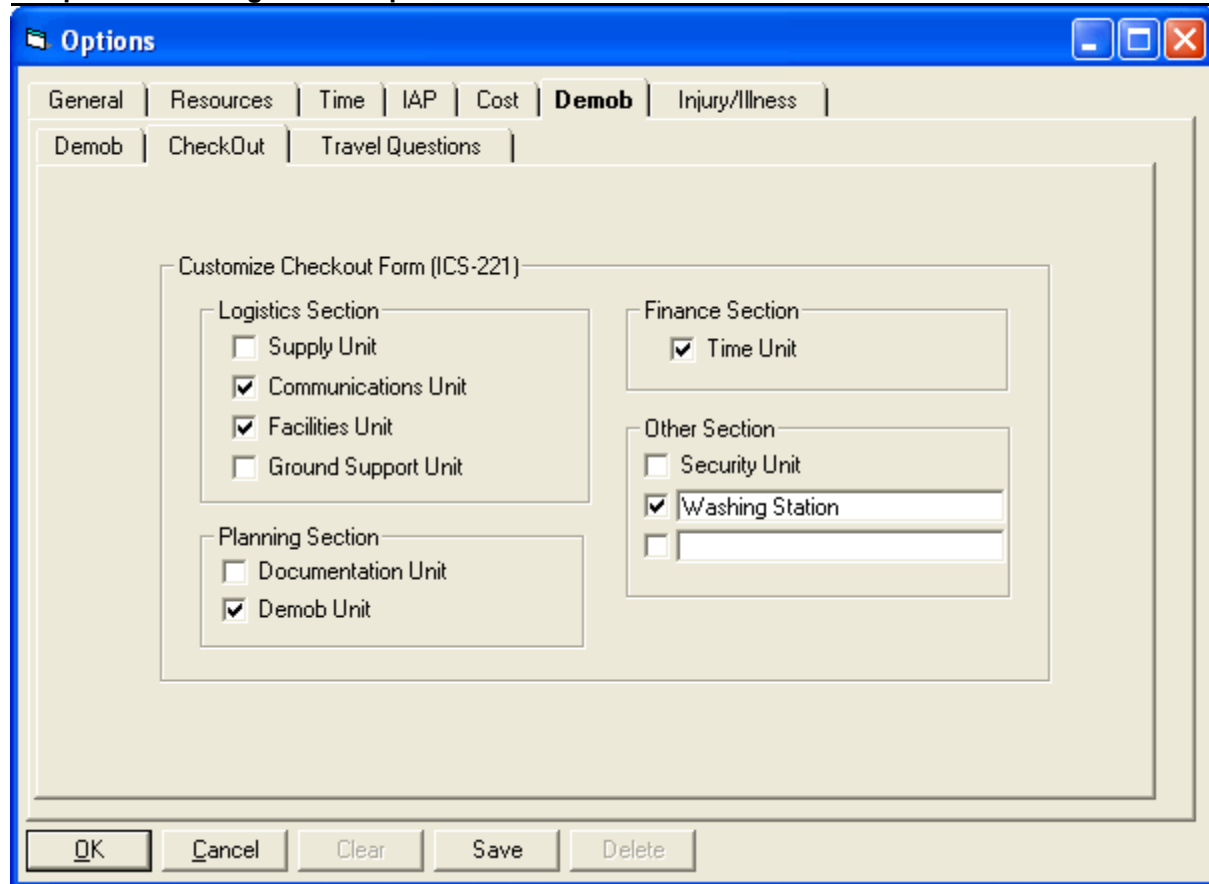 Options
General Resources Time IAP Cost Demob Injury/Illness
Demob CheckOut Travel Questions
Customize Checkout Form (ICS-221)
Logistics Section
Supply Unit
Communications Unit
Facilities Unit
Ground Support Unit
Planning Section
Documentation Unit
Demob Unit
Finance Section
Time Unit
Other Section
Security Unit
Washing Station
OK Cancel Clear Save Delete